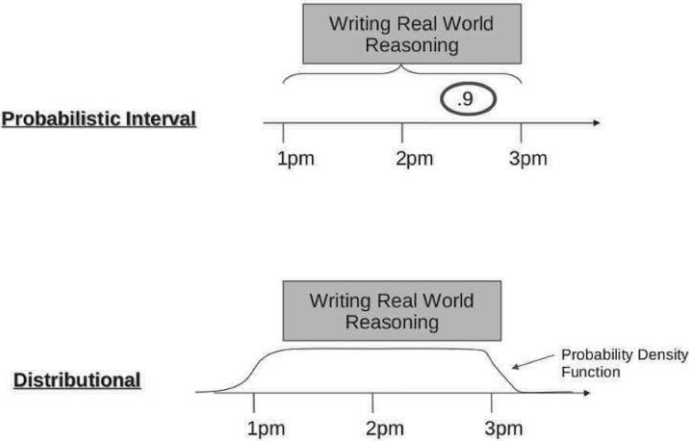 Writing Real World
Reasoning
.9
Probabilistic Interval
1pm 2pm 3pm
Writing Real World
Reasoning
Probability Density
Function
Distributional
1pm 2pm 3pm